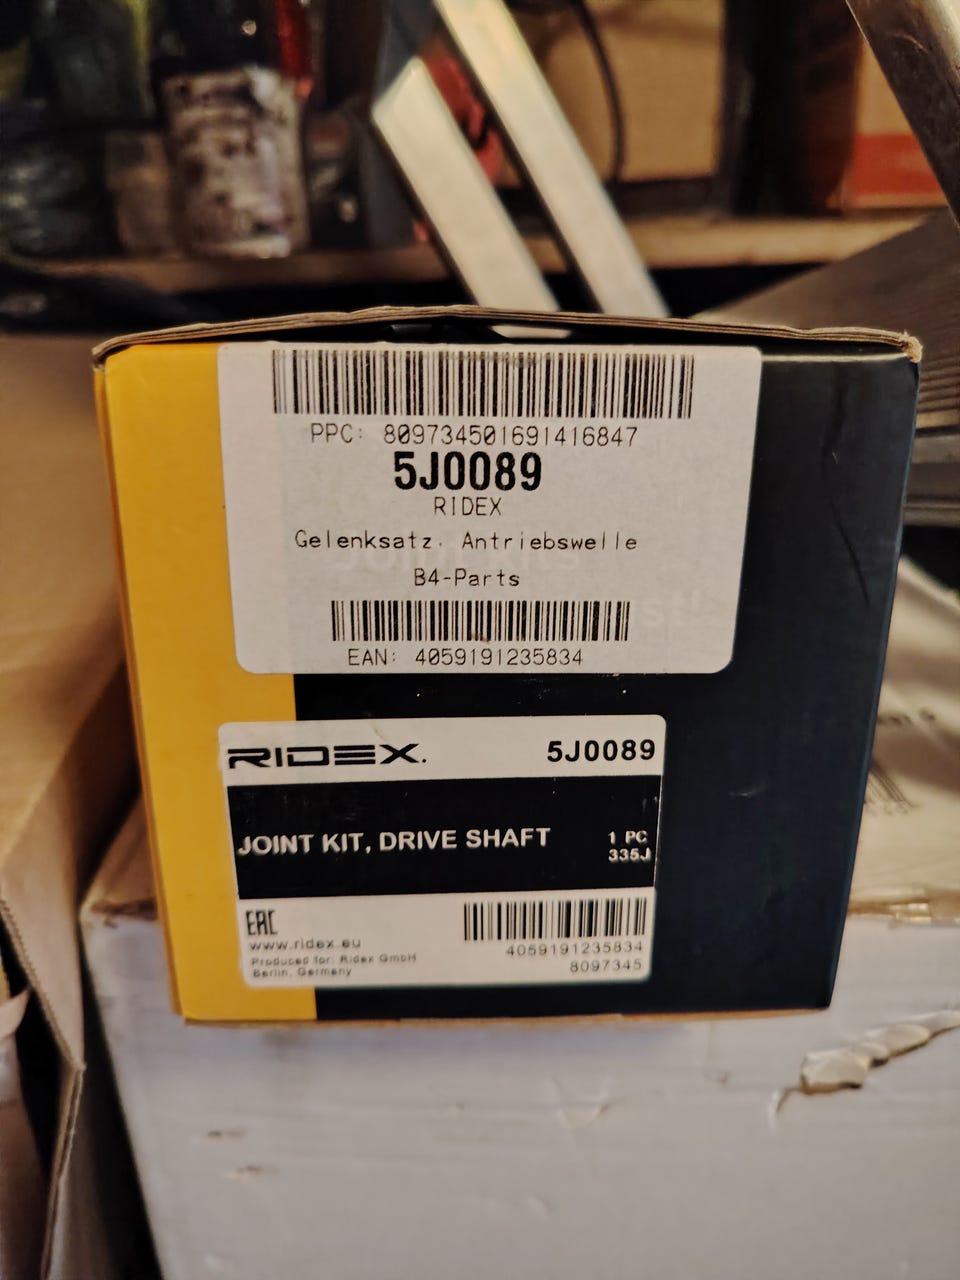 PPC: 809734501691416847
5J0089
RIDEX
Gelenksatz. Antriebswelle
B4-Parts
EAN: 4059191235834
RIDEX. 5J0089
JOINT KIT, DRIVE SHAFT 1 PC
335J
EAC
www.ridex.eu
Produced for: Ridex GmbH
Berlin, Germany
4059191235834
8097345